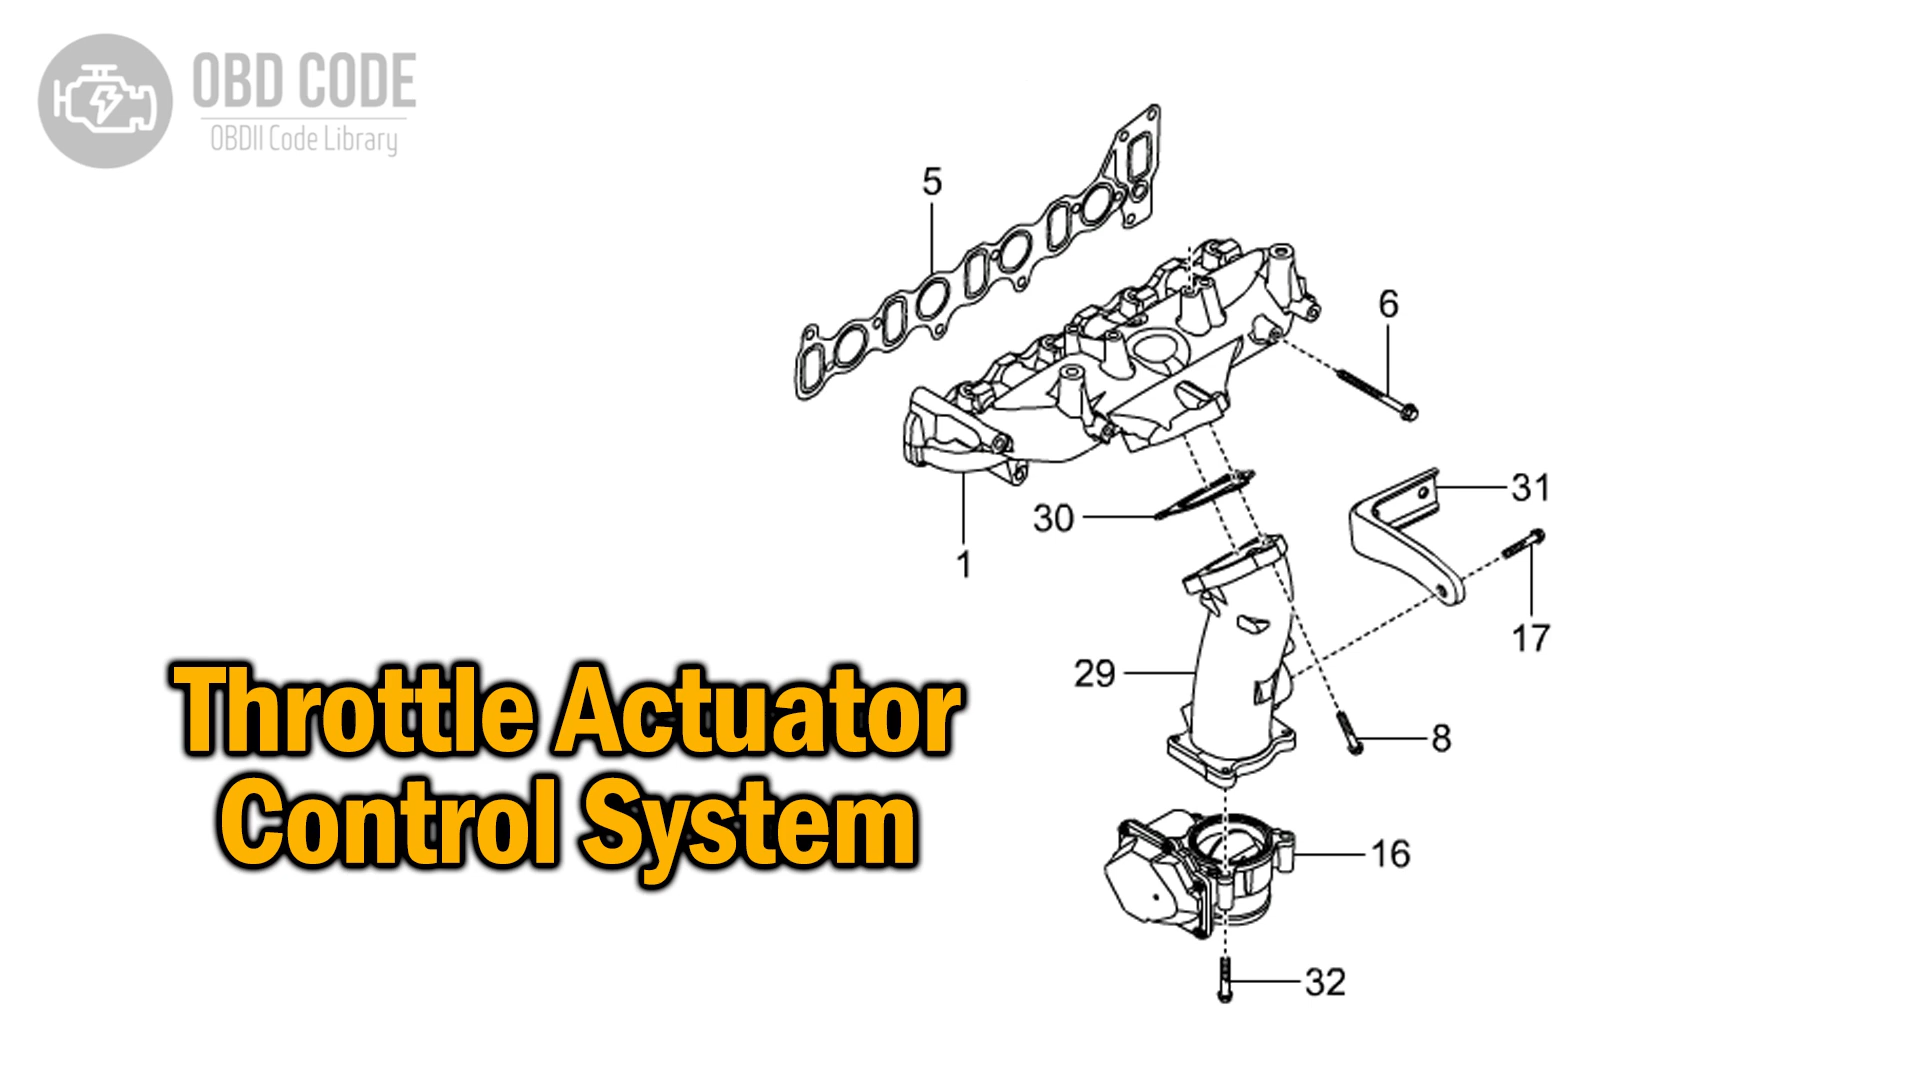 OBD CODE
OBDII Code Library
5
6
31
30
1
17
29
8
Throttle Actuator
Control System
16
32